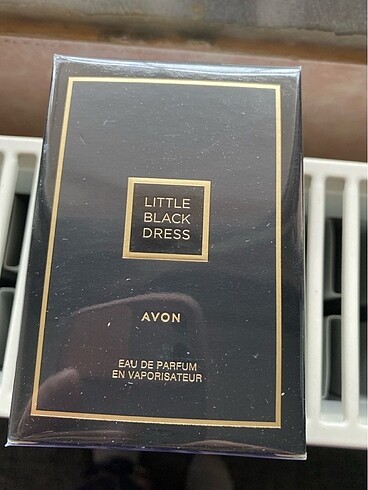 LITTLE
BLACK
DRESS
AVON
EAU DE PARFUM
EN VAPORISATEUR